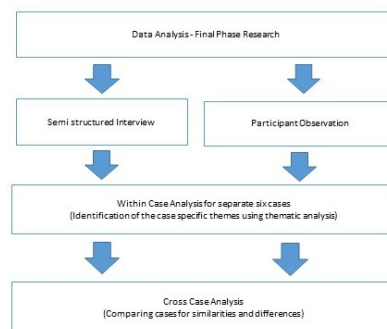 Data Analysis - Final Phase Research
Semi structured Interview
Participant Observation
Within Case Analysis for separate six cases
(Identification of the case specific themes using thematic analysis)
Cross Case Analysis
(Comparing cases for similarities and differences)